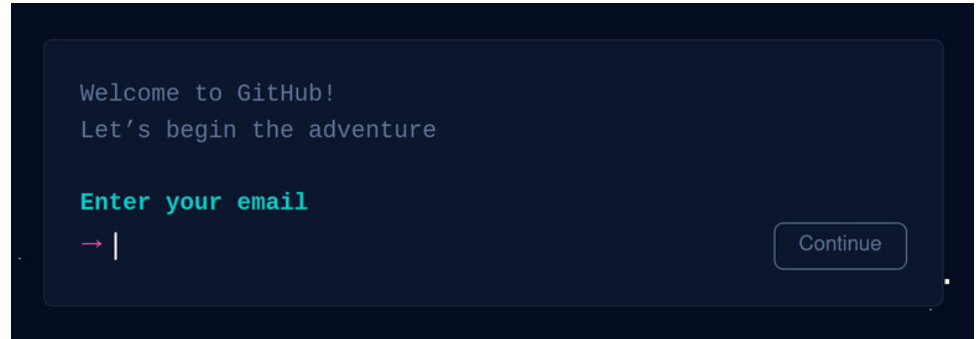 Welcome to GitHub!
Let’s begin the adventure
Enter your email
→
Continue